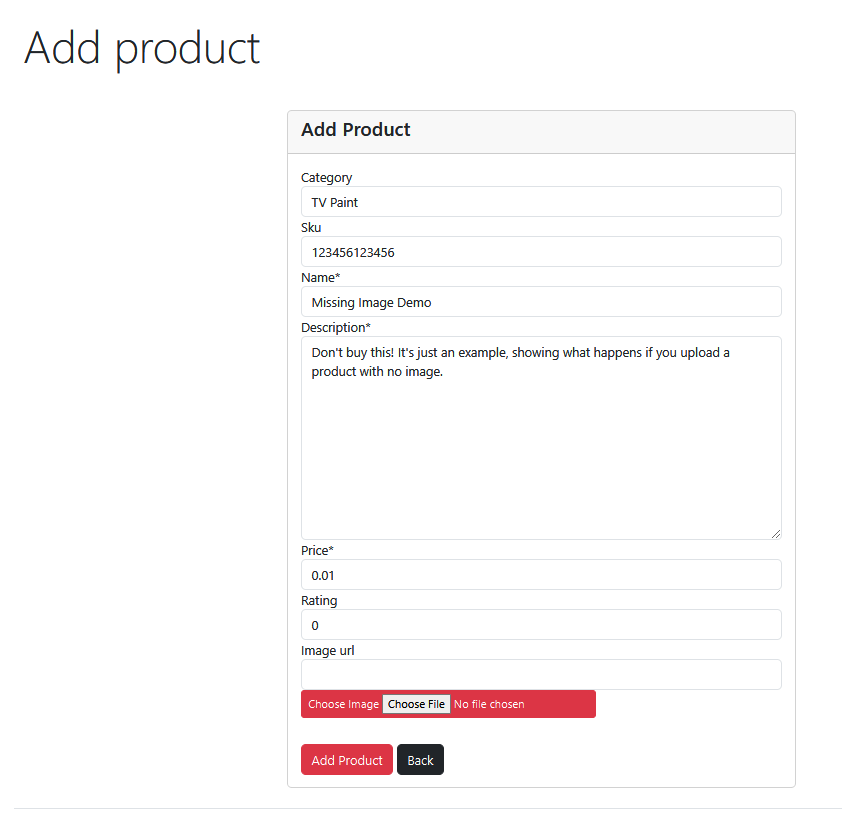 Add product
Add Product
Category
TV Paint
Sku
123456123456
Name*
Missing Image Demo
Description*
Don't buy this! It's just an example, showing what happens if you upload a
product with no image.
Price*
0.01
Rating
0
Image url
Choose Image Choose File No file chosen
Add Product Back